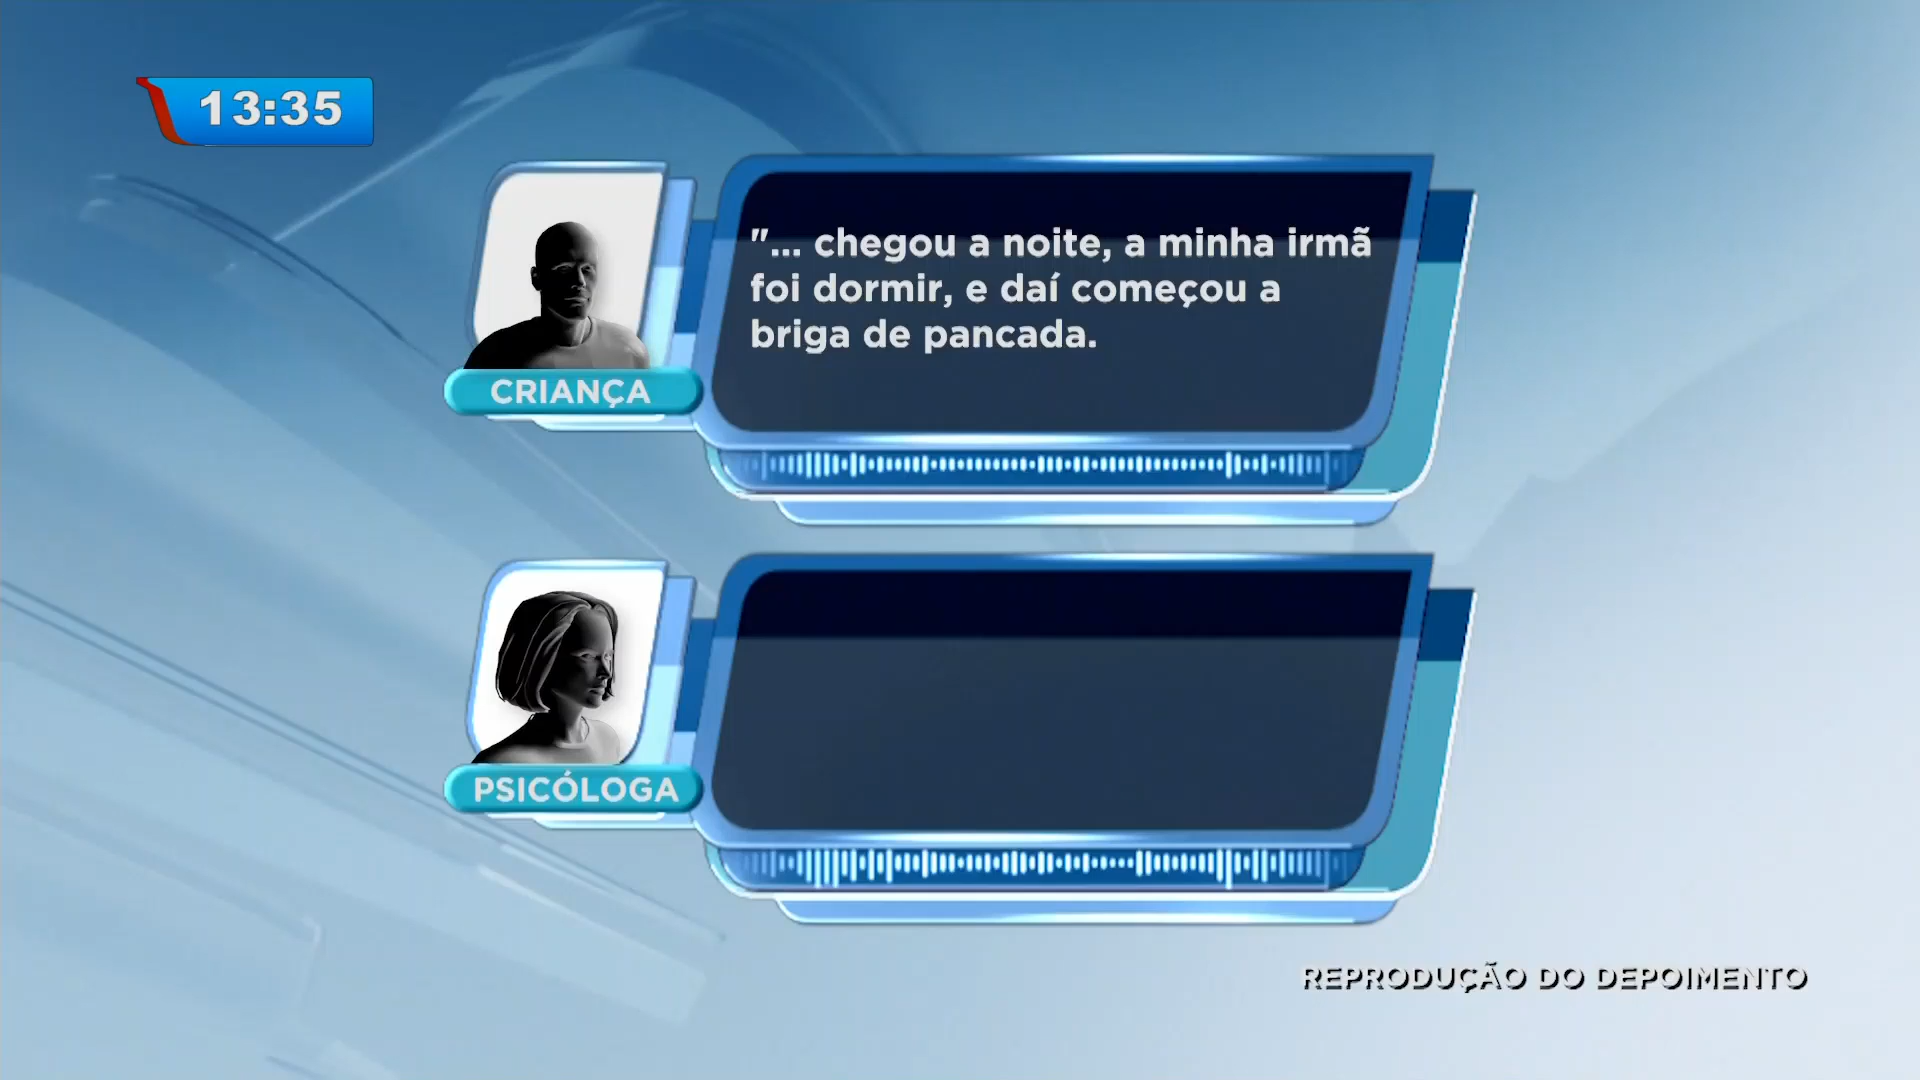 13:35
"... chegou a noite, a minha irmã
foi dormir, e daí começou a
briga de pancada.
CRIANÇA
PSICÓLOGA
REPRODUÇÃO DO DEPOIMENTO